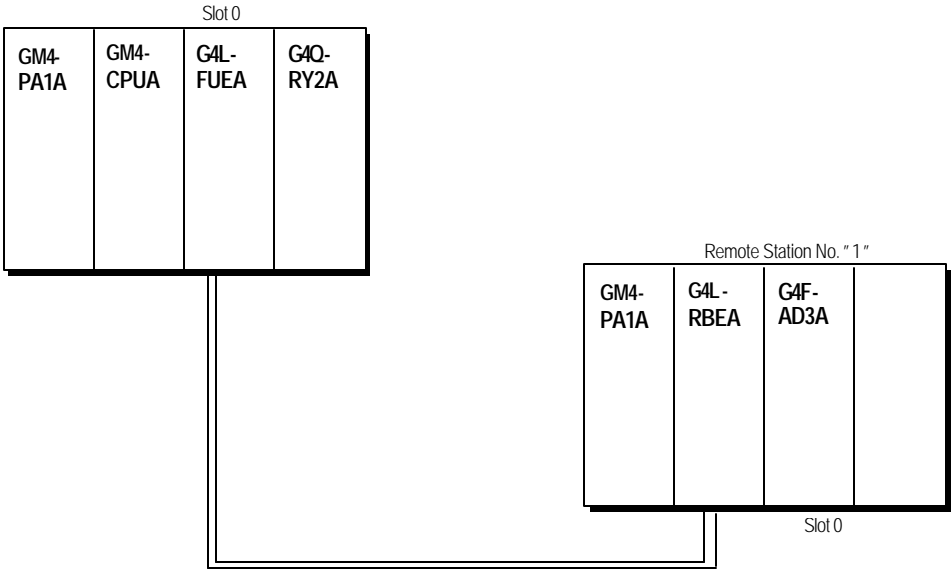 Slot 0
GM4-
PA1A
GM4-
CPUA
G4L-
FUEA
G4Q-
RY2A
Remote Station No. "1"
GM4-
PA1A
G4L -
RBEA
G4F-
AD3A
Slot 0